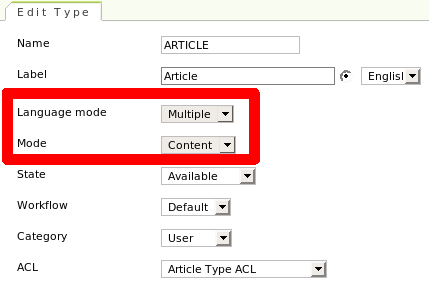 Edit Type
Name ARTICLE
Label Article Englisl
Language mode Multiple
Mode Content
State Available
Workflow Default
Category User
ACL Article Type ACL